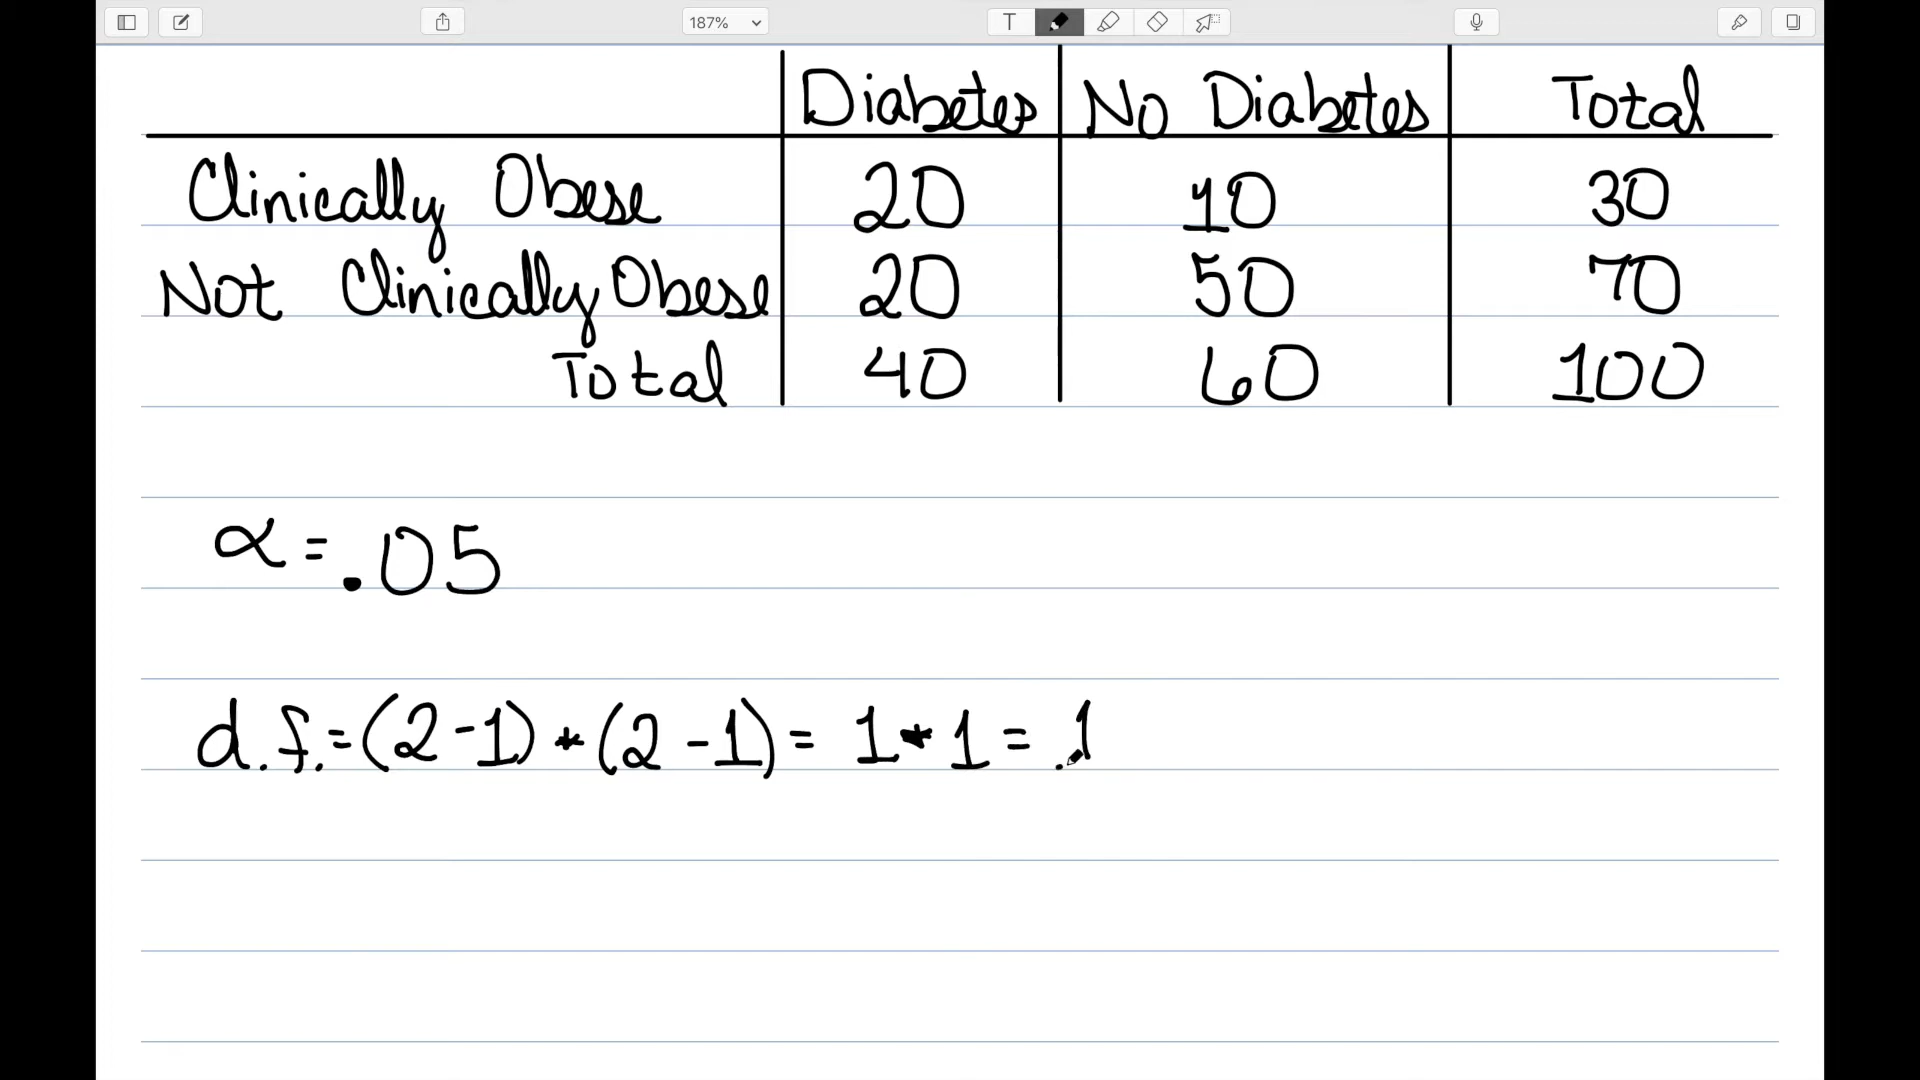 187%
T
Diabetes No Diabetes Total
Clinically Obese 20 10 30
Not Clinically Obese 20 50 70
Total 40 60 100
α = .05
d.f. = (2-1) * (2-1) = 1 * 1 = 1